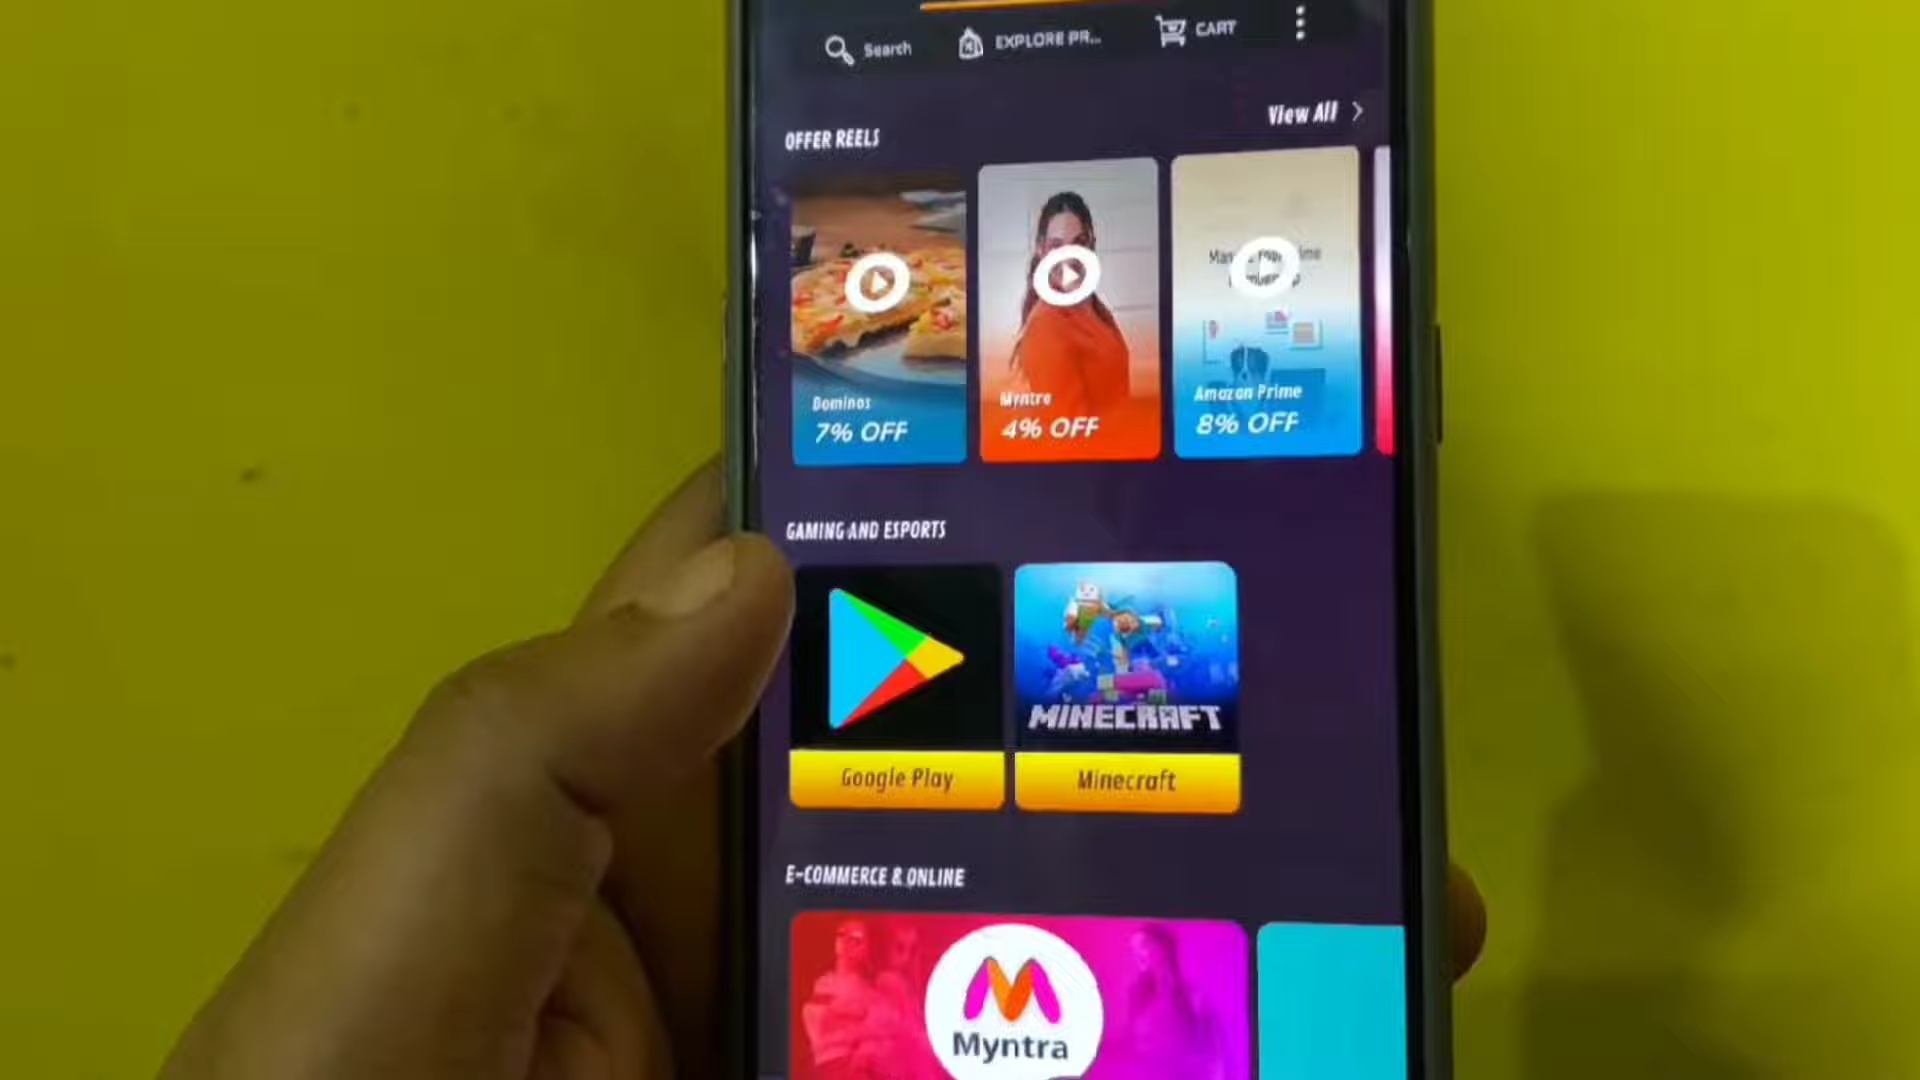 Search
EXPLORE PR...
CART
View All
OFFER REELS
Dominos
7% OFF
Myntra
4% OFF
Amazon Prime
8% OFF
GAMING AND ESPORTS
MINECRAFT
Google Play
Minecraft
E-COMMERCE & ONLINE
Myntra